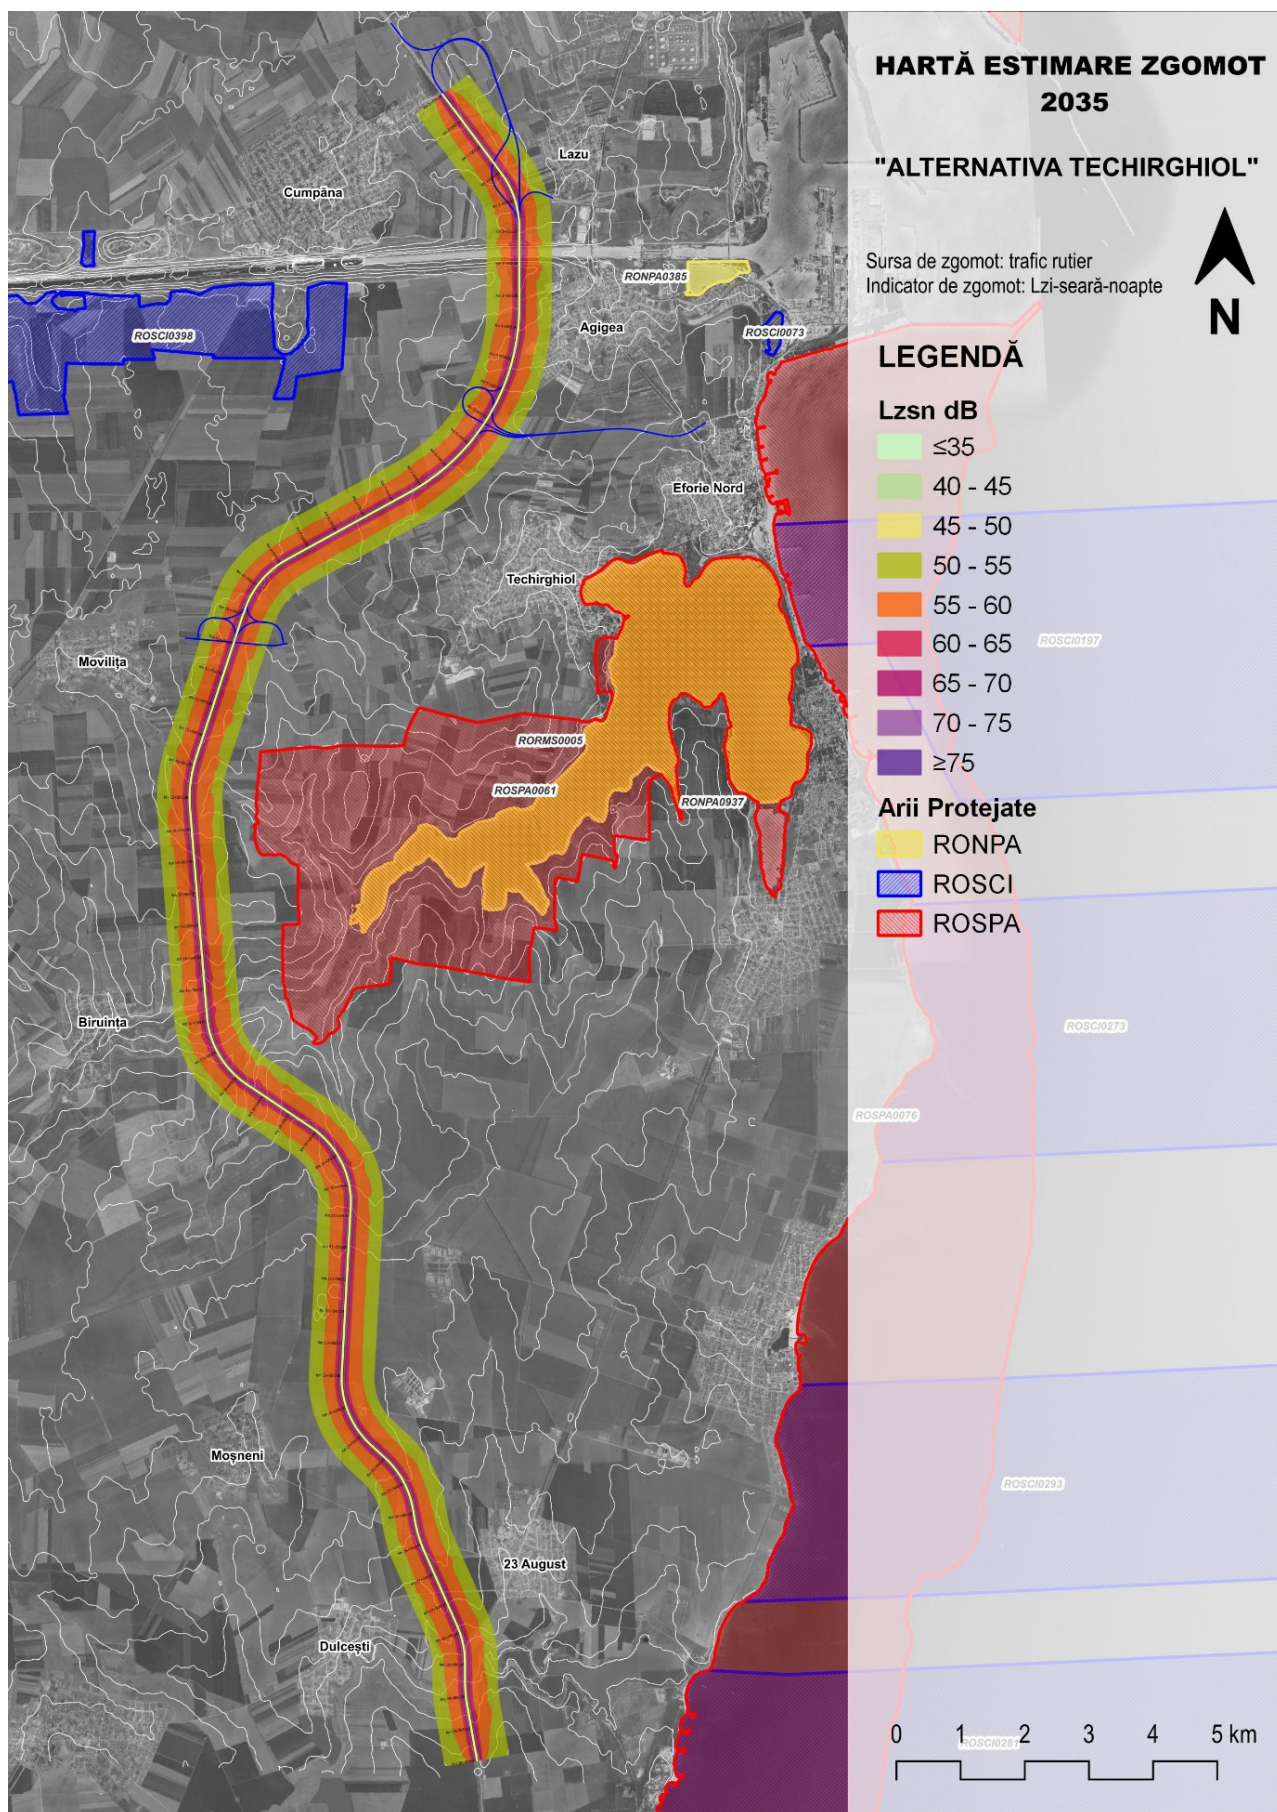 HARTĂ ESTIMARE ZGOMOT
2035
"ALTERNATIVA TECHIRGHIOL"
Sursa de zgomot: trafic rutier
Indicator de zgomot: Lzi-seară-noapte
N
LEGENDĂ
Lzsn dB
≤35
40 - 45
45 - 50
50 - 55
55 - 60
60 - 65
65 - 70
70 - 75
≥75
Arii Protejate
RONPA
ROSCI
ROSPA
Lazu
Cumpăna
RONPA0385
Agigea
ROSCI0398
ROSCI0073
Eforie Nord
Techirghiol
ROSCI0197
Movilița
RORMS0005
ROSPA0061
RONPA0937
Biruința
ROSCI0273
ROSPA0076
Moșneni
ROSCI0293
23 August
Dulcești
0 1 2 3 4 5 km
ROSCI0281